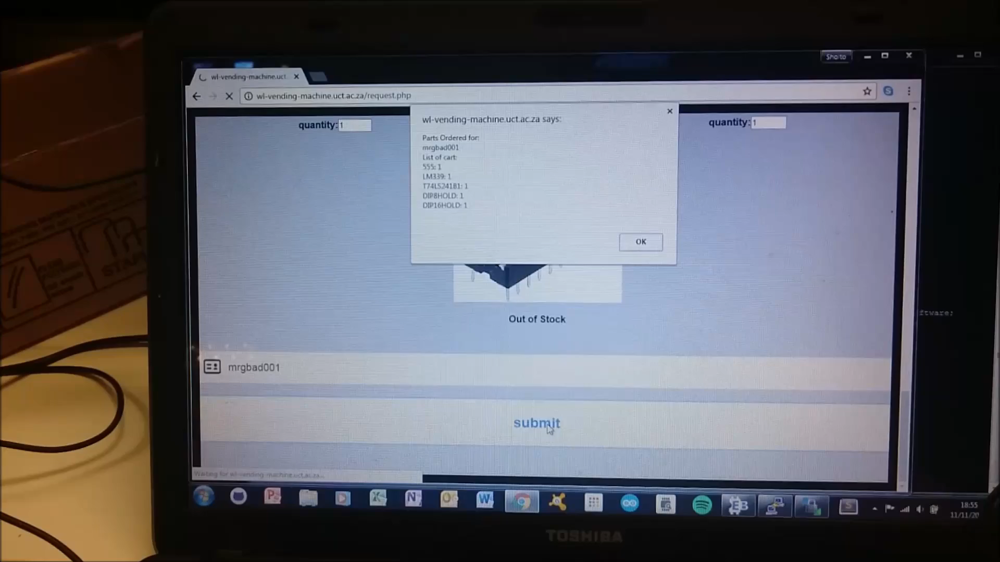 Sholto
wl-vending-machine.uct
wl-vending-machine.uct.ac.za/request.php
quantity: 1
quantity: 1
wl-vending-machine.uct.ac.za says:
Parts Ordered for:
mrgbad001
List of cart:
555: 1
LM339: 1
T74LS241B1: 1
DIP8HOLD: 1
DIP16HOLD: 1
OK
Out of Stock
ftware;
mrgbad001
submit
Waiting for wl-vending-machine.uct.ac.za...
18:55
11/11/20
TOSHIBA